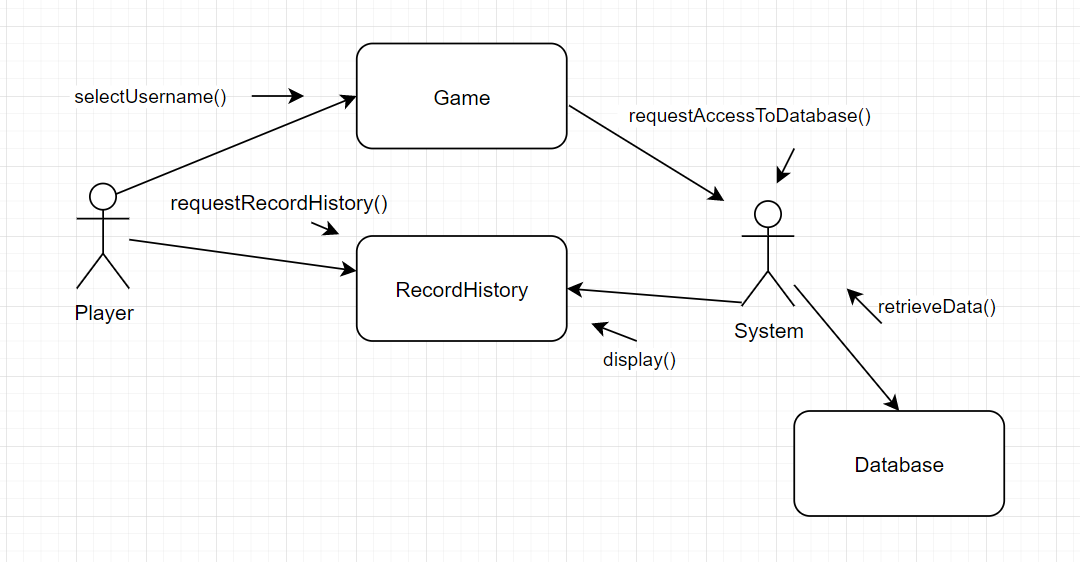 selectUsername()
Game
requestAccessToDatabase()
requestRecordHistory()
RecordHistory
Player
retrieveData()
System
display()
Database